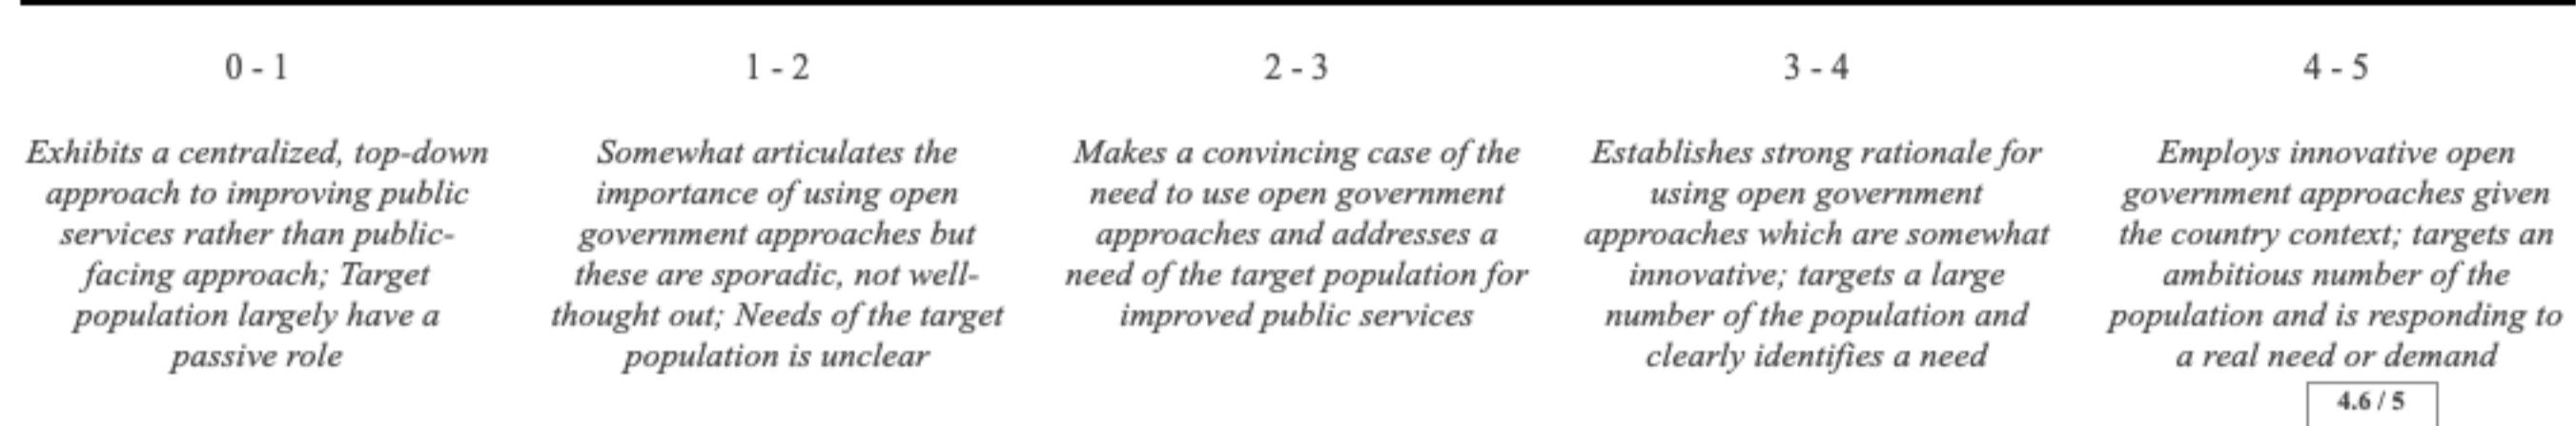 0 - 1
Exhibits a centralized, top-down
approach to improving public
services rather than public-
facing approach; Target
population largely have a
passive role
1 - 2
Somewhat articulates the
importance of using open
government approaches but
these are sporadic, not well-
thought out; Needs of the target
population is unclear
2 - 3
Makes a convincing case of the
need to use open government
approaches and addresses a
need of the target population for
improved public services
3 - 4
Establishes strong rationale for
using open government
approaches which are somewhat
innovative; targets a large
number of the population and
clearly identifies a need
4 - 5
Employs innovative open
government approaches given
the country context; targets an
ambitious number of the
population and is responding to
a real need or demand
4.6 / 5